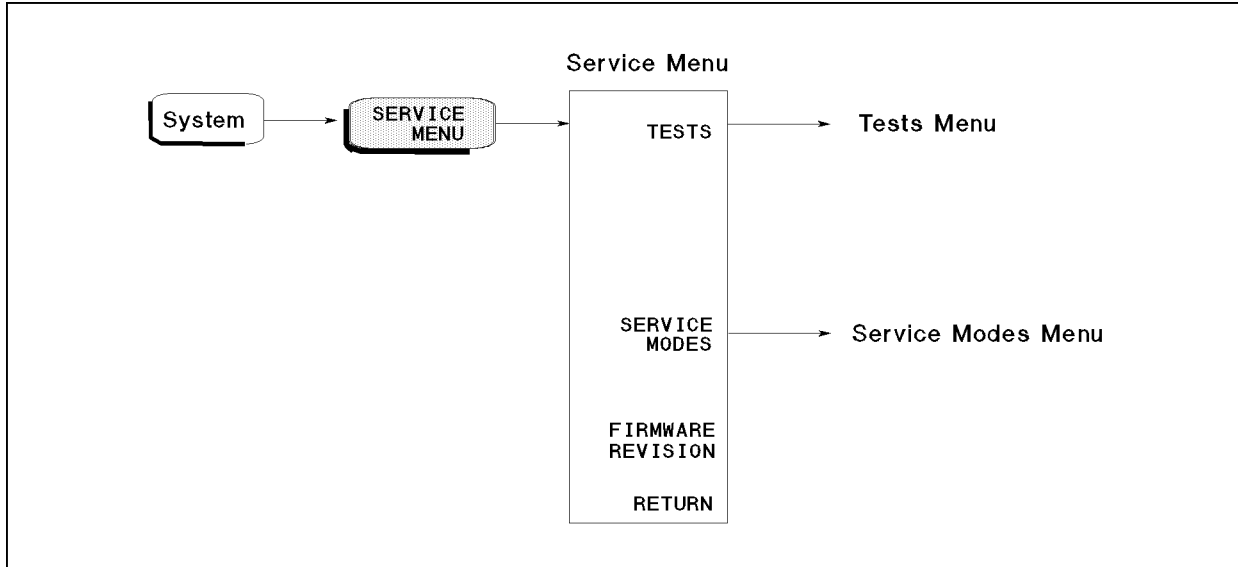 Service Menu
System
SERVICE
MENU
TESTS
Tests Menu
SERVICE
MODES
Service Modes Menu
FIRMWARE
REVISION
RETURN